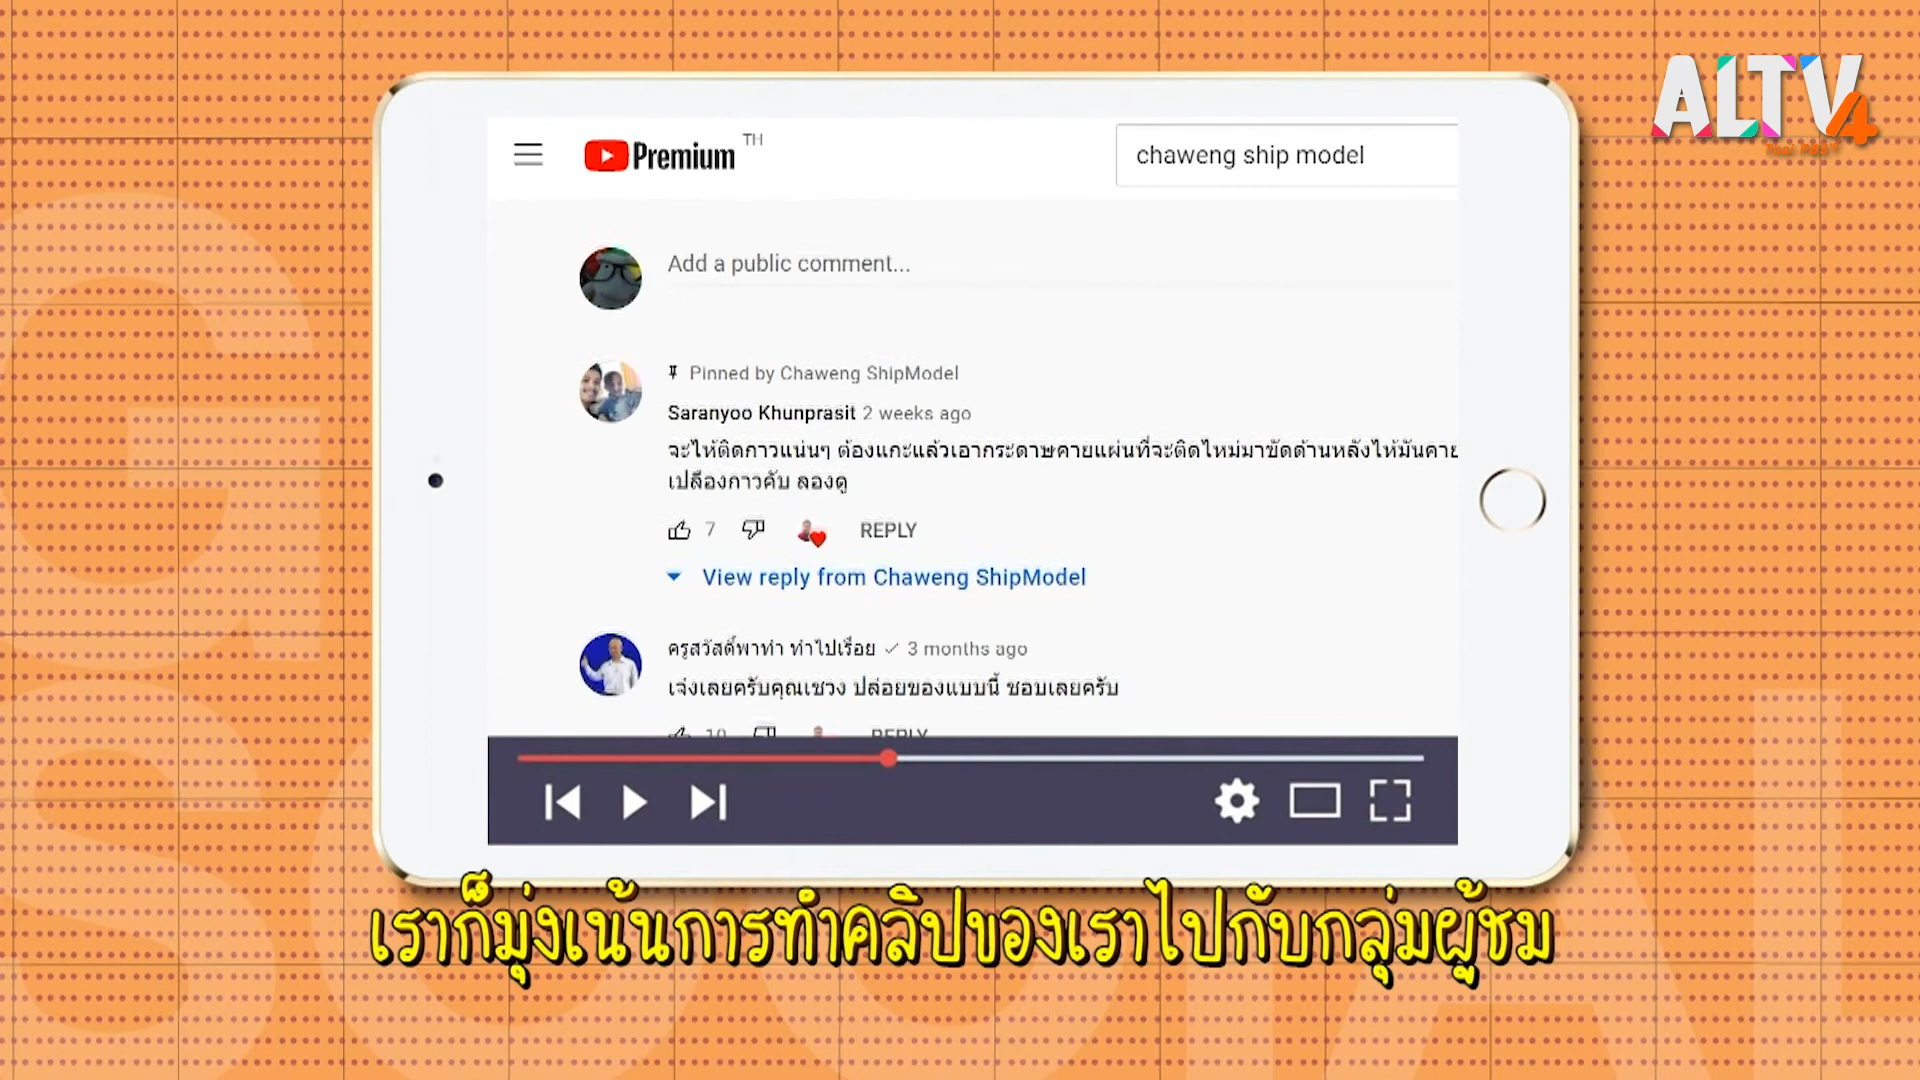 ALTV4
Thai PBS
Premium TH
chaweng ship model
Add a public comment...
Pinned by Chaweng ShipModel
Saranyoo Khunprasit 2 weeks ago
จะไห้ติดกาวแน่นๆ ต้องแกะแล้วเอากระดาษคายแผ่นที่จะติดไหม่มาขัดด้านหลังไห้มันคาย
เปลืองกาวคับ ลองดู
7 REPLY
View reply from Chaweng ShipModel
ครูสวัสดิ์พาทำ ทำไปเรื่อย 3 months ago
เจ่งเลยครับคุณเชวง ปล่อยของแบบนี้ ชอบเลยครับ
10 REPLY
เราก็มุ่งเน้นการทำคลิปของเราไปกับกลุ่มผู้ชม